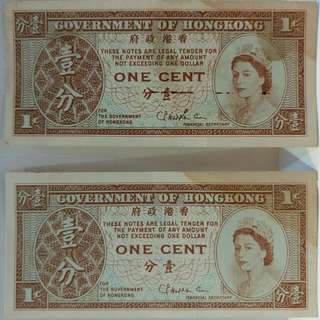 分壹 GOVERNMENT OF HONGKONG 1¢
府政港香
THESE NOTES ARE LEGAL TENDER FOR
THE PAYMENT OF ANY AMOUNT
NOT EXCEEDING ONE DOLLAR
壹分
ONE CENT
分壹
FOR
THE GOVERNMENT
OF HONGKONG
FINANCIAL SECRETARY
1¢ 分壹
分壹 GOVERNMENT OF HONGKONG 1¢
府政港香
THESE NOTES ARE LEGAL TENDER FOR
THE PAYMENT OF ANY AMOUNT
NOT EXCEEDING ONE DOLLAR
壹分
ONE CENT
分壹
FOR
THE GOVERNMENT
OF HONGKONG
FINANCIAL SECRETARY
1¢ 分壹